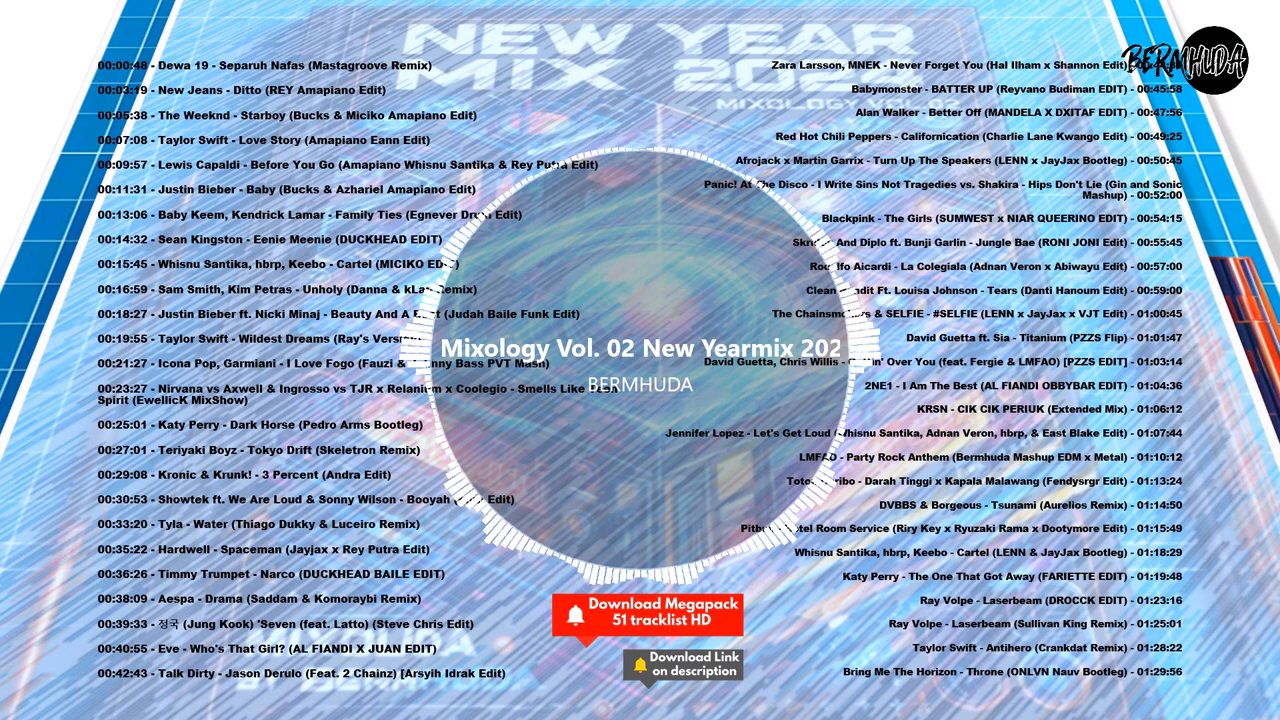 NEW YEAR
BERMHUDA
00:00:48 - Dewa 19 - Separuh Nafas (Mastagroove Remix)
00:03:19 - New Jeans - Ditto (REY Amapiano Edit)
00:05:38 - The Weeknd - Starboy (Bucks & Miciko Amapiano Edit)
00:07:08 - Taylor Swift - Love Story (Amapiano Eann Edit)
00:09:57 - Lewis Capaldi - Before You Go (Amapiano Whisnu Santika & Rey Putra Edit)
00:11:31 - Justin Bieber - Baby (Bucks & Azhariel Amapiano Edit)
00:13:06 - Baby Keem, Kendrick Lamar - Family Ties (Egnever Edit)
00:14:32 - Sean Kingston - Eenie Meenie (DUCKHEAD EDIT)
00:15:45 - Whisnu Santika, hbrp, Keebo - Cartel (MICIKO EDIT)
00:16:59 - Sam Smith, Kim Petras - Unholy (Danna & Remix)
00:18:27 - Justin Bieber ft. Nicki Minaj - Beauty And A Beat (Judah Baile Funk Edit)
00:19:55 - Taylor Swift - Wildest Dreams (Ray's Version)
00:21:27 - Icona Pop, Garmiani - I Love Fogo (Fauzi & Bass PVT Mash)
00:23:27 - Nirvana vs Axwell & Ingrosso vs TJR x Relanium x Coolegio - Smells Like Teen
Spirit (EwellicK MixShow)
00:25:01 - Katy Perry - Dark Horse (Pedro Arms Bootleg)
00:27:01 - Teriyaki Boyz - Tokyo Drift (Skeletron Remix)
00:29:08 - Kronic & Krunk! - 3 Percent (Andra Edit)
00:30:53 - Showtek ft. We Are Loud & Sonny Wilson - Booyah Edit)
00:33:20 - Tyla - Water (Thiago Dukky & Luceiro Remix)
00:35:22 - Hardwell - Spaceman (Jayjax x Rey Putra Edit)
00:36:26 - Timmy Trumpet - Narco (DUCKHEAD BAILE EDIT)
00:38:09 - Aespa - Drama (Saddam & Komoraybi Remix)
00:39:33 - 정국 (Jung Kook) 'Seven (feat. Latto) (Steve Chris Edit)
00:40:55 - Eve - Who's That Girl? (AL FIANDI X JUAN EDIT)
00:42:43 - Talk Dirty - Jason Derulo (Feat. 2 Chainz) [Arsyih Idrak Edit)
Mixology Vol. 02 New Yearmix 202
BERMHUDA
Download Megapack
51 tracklist HD
Download Link
on description
Zara Larsson, MNEK - Never Forget You (Hal Ilham x Shannon Edit)
Babymonster - BATTER UP (Reyvano Budiman EDIT) - 00:45:58
Alan Walker - Better Off (MANDELA X DXITAF EDIT) - 00:47:56
Red Hot Chili Peppers - Californication (Charlie Lane Kwango Edit) - 00:49:25
Afrojack x Martin Garrix - Turn Up The Speakers (LENN x JayJax Bootleg) - 00:50:45
Panic! At The Disco - I Write Sins Not Tragedies vs. Shakira - Hips Don't Lie (Gin and Sonic
Mashup) - 00:52:00
Blackpink - The Girls (SUMWEST x NIAR QUEERINO EDIT) - 00:54:15
Skrillex And Diplo ft. Bunji Garlin - Jungle Bae (RONI JONI Edit) - 00:55:45
Rodolfo Aicardi - La Colegiala (Adnan Veron x Abiwayu Edit) - 00:57:00
Clean Bandit Ft. Louisa Johnson - Tears (Danti Hanoum Edit) - 00:59:00
The Chainsmokers & SELFIE - #SELFIE (LENN x JayJax x VJT Edit) - 01:00:45
David Guetta ft. Sia - Titanium (PZZS Flip) - 01:01:47
David Guetta, Chris Willis - Gettin' Over You (feat. Fergie & LMFAO) [PZZS EDIT] - 01:03:14
2NE1 - I Am The Best (AL FIANDI OBBYBAR EDIT) - 01:04:36
KRSN - CIK CIK PERIUK (Extended Mix) - 01:06:12
Jennifer Lopez - Let's Get Loud (Whisnu Santika, Adnan Veron, hbrp, & East Blake Edit) - 01:07:44
LMFAO - Party Rock Anthem (Bermhuda Mashup EDM x Metal) - 01:10:12
Toton Caribo - Darah Tinggi x Kapala Malawang (Fendysrgr Edit) - 01:13:24
DVBBS & Borgeous - Tsunami (Aurelios Remix) - 01:14:50
Pitbull - Hotel Room Service (Riry Key x Ryuzaki Rama x Dootymore Edit) - 01:15:49
Whisnu Santika, hbrp, Keebo - Cartel (LENN & JayJax Bootleg) - 01:18:29
Katy Perry - The One That Got Away (FARIETTE EDIT) - 01:19:48
Ray Volpe - Laserbeam (DROCCK EDIT) - 01:23:16
Ray Volpe - Laserbeam (Sullivan King Remix) - 01:25:01
Taylor Swift - Antihero (Crankdat Remix) - 01:28:22
Bring Me The Horizon - Throne (ONLVN Nauv Bootleg) - 01:29:56